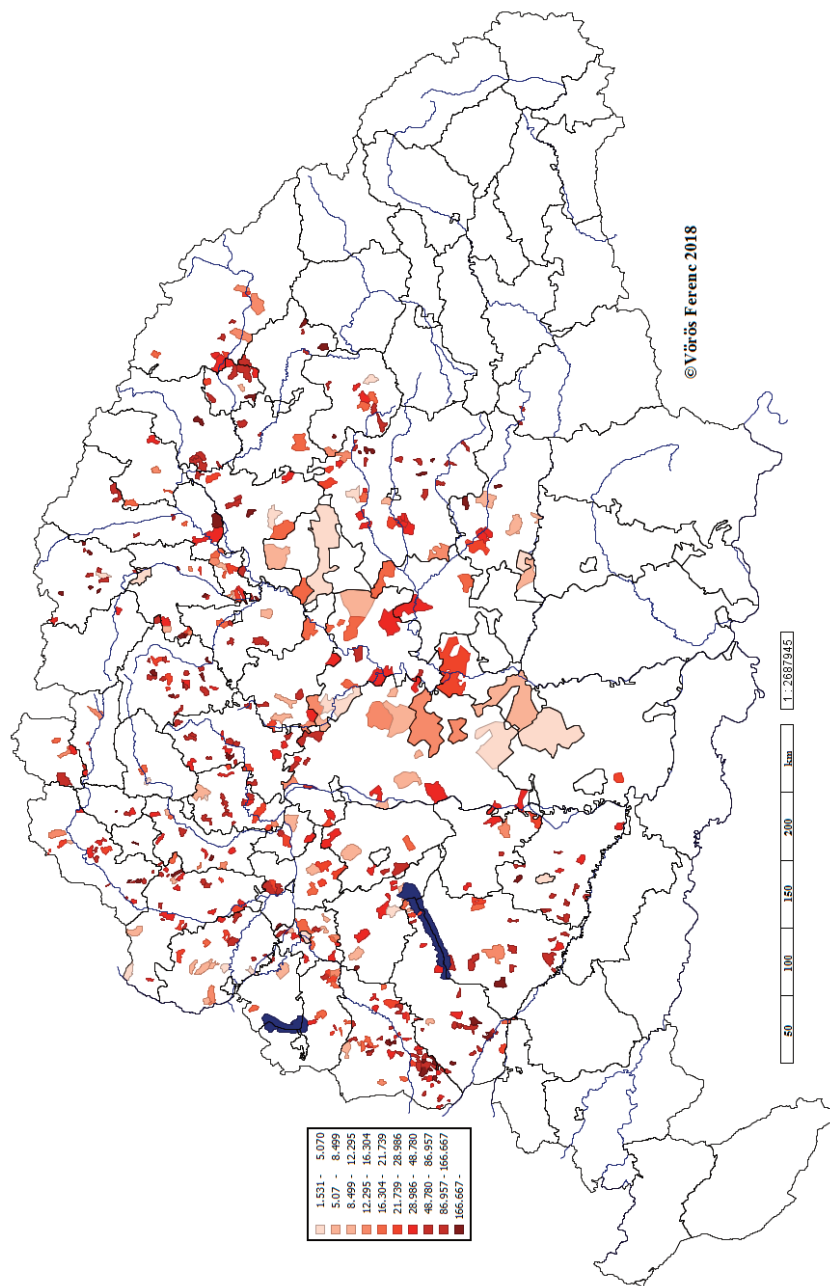 1.531 - 5.070
5.07 - 8.499
8.499 - 12.295
12.295 - 16.304
16.304 - 21.739
21.739 - 28.986
28.986 - 48.780
48.780 - 86.957
86.957 - 166.667
166.667 -
50 100 150 200 km
1 : 2687945
©Vörös Ferenc 2018